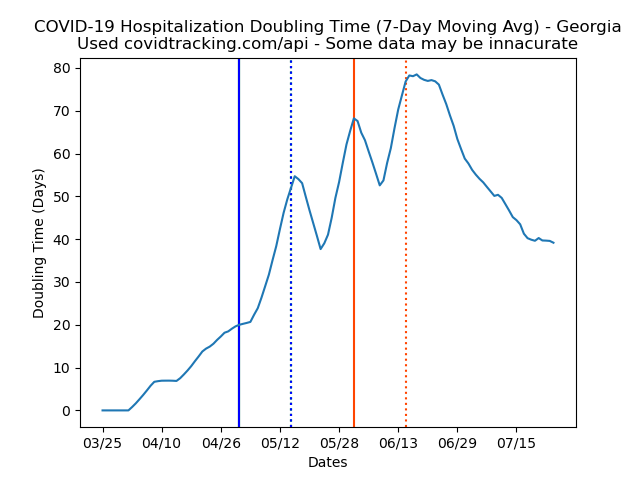 COVID-19 Hospitalization Doubling Time (7-Day Moving Avg) - Georgia
Used covidtracking.com/api - Some data may be innacurate
80
70
60
50
40
30
20
10
0
Doubling Time (Days)
03/25 04/10 04/26 05/12 05/28 06/13 06/29 07/15
Dates